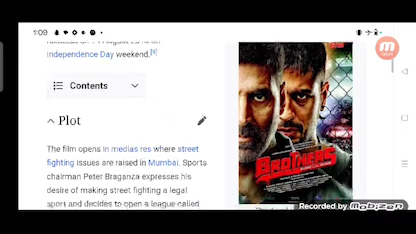 1:09
Independence Day weekend.[5]
Contents
Plot
The film opens in medias res where street
fighting issues are raised in Mumbai. Sports
chairman Peter Braganza expresses his
desire of making street fighting a legal
sport and decides to open a league called
BROTHERS
Recorded by Mobizen